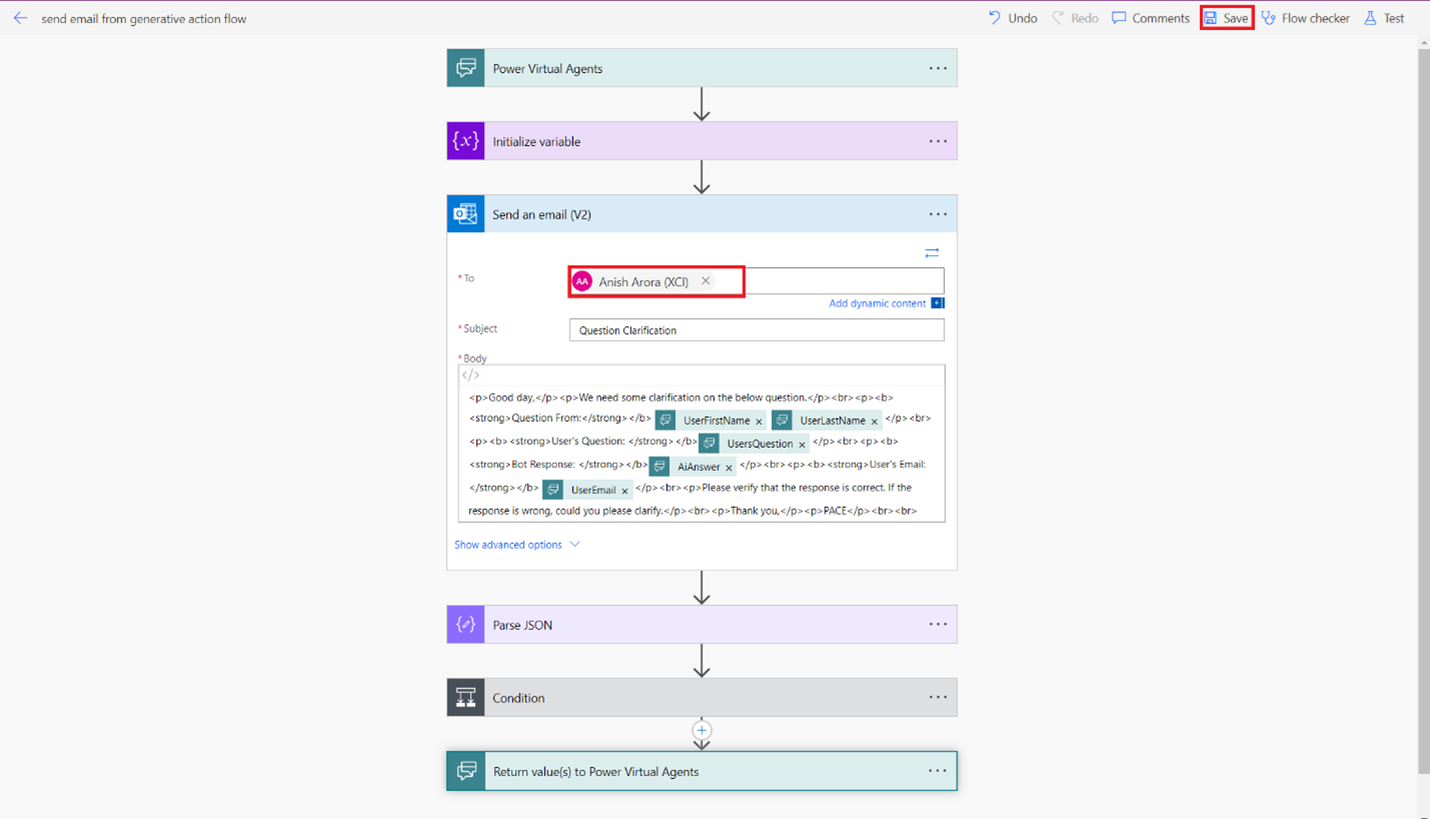 send email from generative action flow
Undo Redo Comments Save Flow checker Test
Power Virtual Agents
{x} Initialize variable
Send an email (V2)
* To AA Anish Arora (XCI) ×
Add dynamic content
* Subject Question Clarification
* Body
</>
<p>Good day,</p><p>We need some clarification on the below question.</p><br><p><b>
<strong>Question From:</strong></b> UserFirstName × UserLastName × </p><br>
<p><b><strong>User's Question: </strong></b> UsersQuestion × </p><br><p><b>
<strong>Bot Response: </strong></b> AiAnswer × </p><br><p><b><strong>User's Email:
</strong></b> UserEmail × </p><br><p>Please verify that the response is correct. If the
response is wrong, could you please clarify.</p><br><p>Thank you,</p><p>PACE</p><br><br>
Show advanced options
Parse JSON
Condition
Return value(s) to Power Virtual Agents